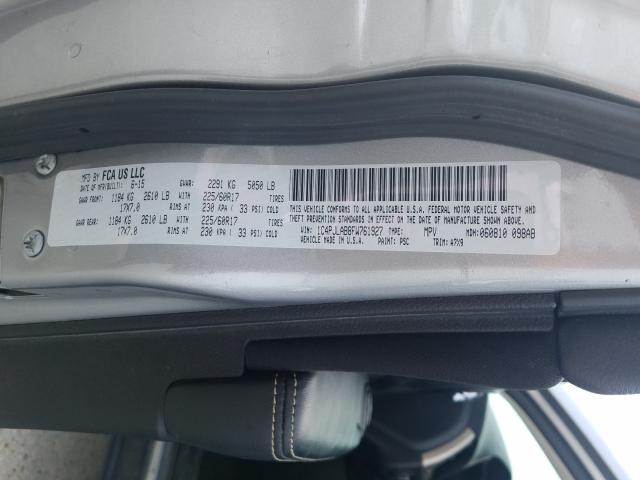 MFD BY FCA US LLC
DATE OF MFR(BUILT): 6-15 GVWR: 2291 KG 5050 LB
GAWR FRONT: 1184 KG 2610 LB WITH 225/60R17 TIRES
17X7.0 RIMS AT 230 KPA( 33 PSI) COLD
GAWR REAR: 1184 KG 2610 LB WITH 225/60R17 TIRES
17X7.0 RIMS AT 230 KPA( 33 PSI) COLD
THIS VEHICLE CONFORMS TO ALL APPLICABLE U.S.A. FEDERAL MOTOR VEHICLE SAFETY AND
THEFT PREVENTION STANDARDS IN EFFECT ON THE DATE OF MANUFACTURE SHOWN ABOVE.
VIN: 1C4PJLAB8FW761927 TYPE: MPV MDH: 060810 098AB
VEHICLE MADE IN U.S.A. PAINT: PSC TRIM: A7X9